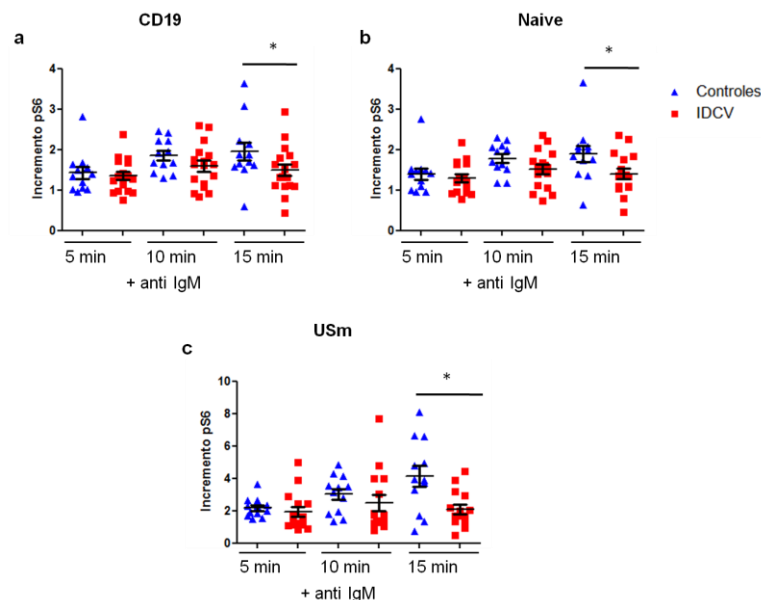 CD19
a
*
Incremento pS6
4
3
2
1
0
5 min 10 min 15 min
+ anti IgM
Naive
b
*
Incremento pS6
4
3
2
1
0
5 min 10 min 15 min
+ anti IgM
Controles
IDCV
USm
c
*
Incremento pS6
10
8
6
4
2
0
5 min 10 min 15 min
+ anti IgM